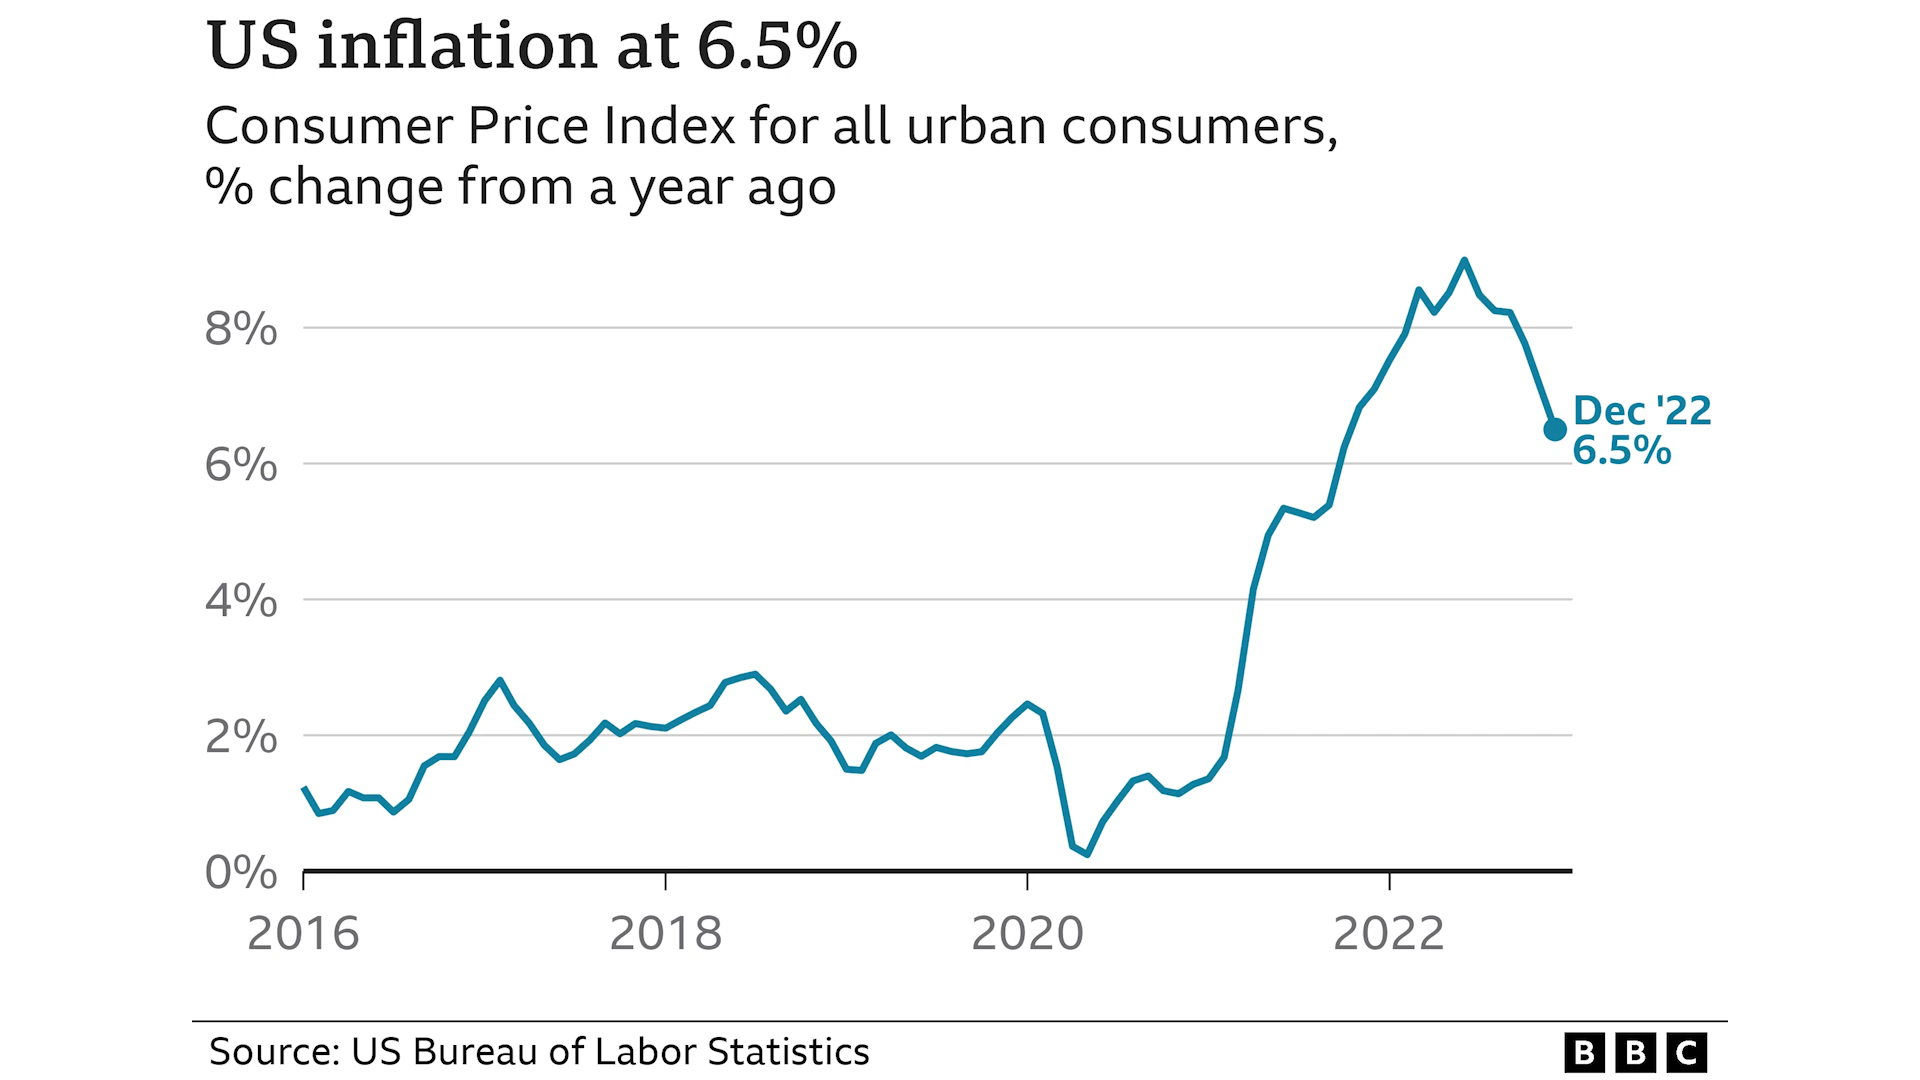 US inflation at 6.5%
Consumer Price Index for all urban consumers,
% change from a year ago
8%
6%
4%
2%
0%
Dec '22
6.5%
2016 2018 2020 2022
Source: US Bureau of Labor Statistics
BBC